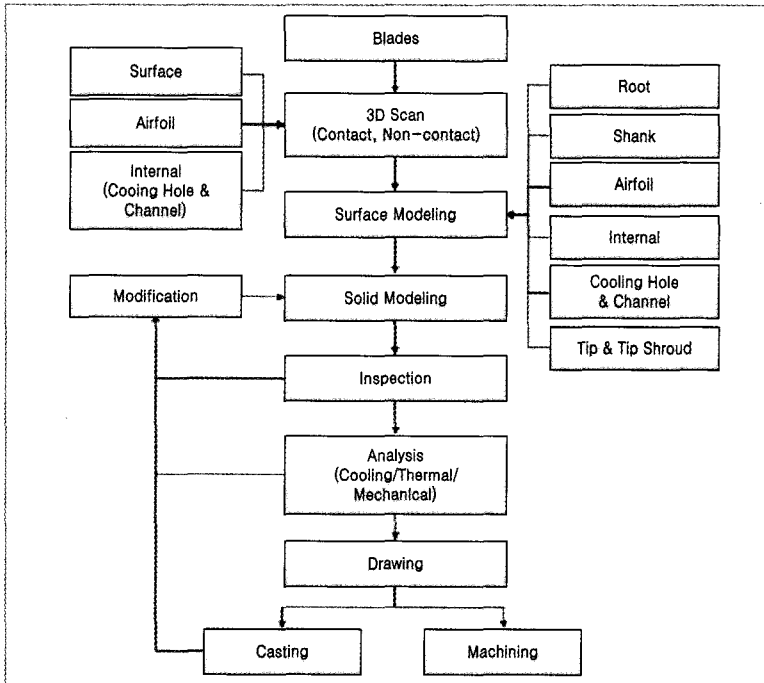 Blades
Surface
Airfoil
Internal
(Cooing Hole &
Channel)
3D Scan
(Contact, Non-contact)
Root
Shank
Airfoil
Internal
Cooling Hole
& Channel
Tip & Tip Shroud
Surface Modeling
Modification
Solid Modeling
Inspection
Analysis
(Cooling/Thermal/
Mechanical)
Drawing
Casting
Machining